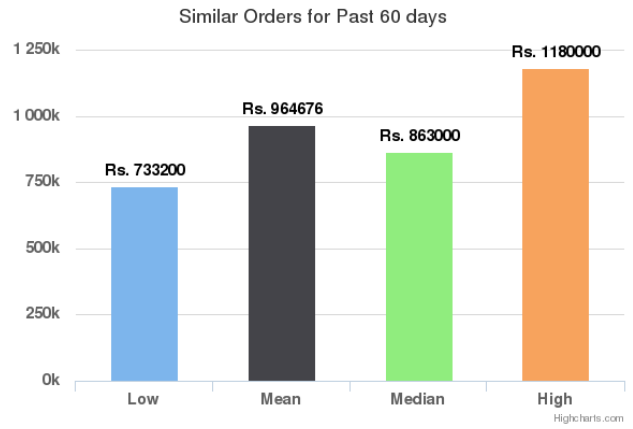 Similar Orders for Past 60 days
1 250k
Rs. 1180000
1 000k
Rs. 964676
Rs. 863000
750k
Rs. 733200
500k
250k
0k
Low Mean Median High
Highcharts.com